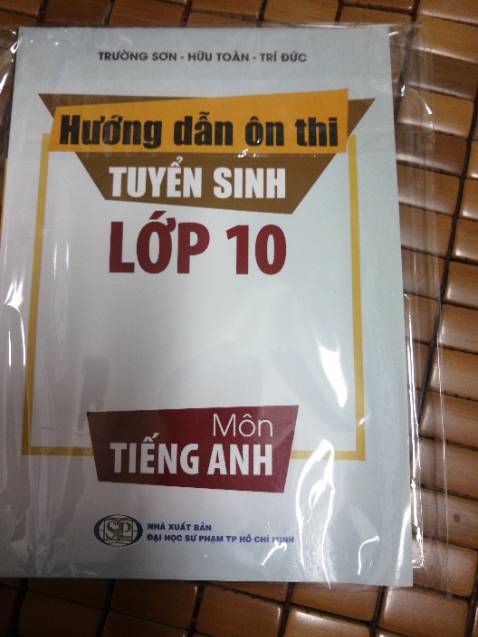 TRƯỜNG SƠN - HỮU TOÀN - TRÍ ĐỨC
Hướng dẫn ôn thi
TUYỂN SINH
LỚP 10
Môn
TIẾNG ANH
NHÀ XUẤT BẢN
ĐẠI HỌC SƯ PHẠM TP HỒ CHÍ MINH